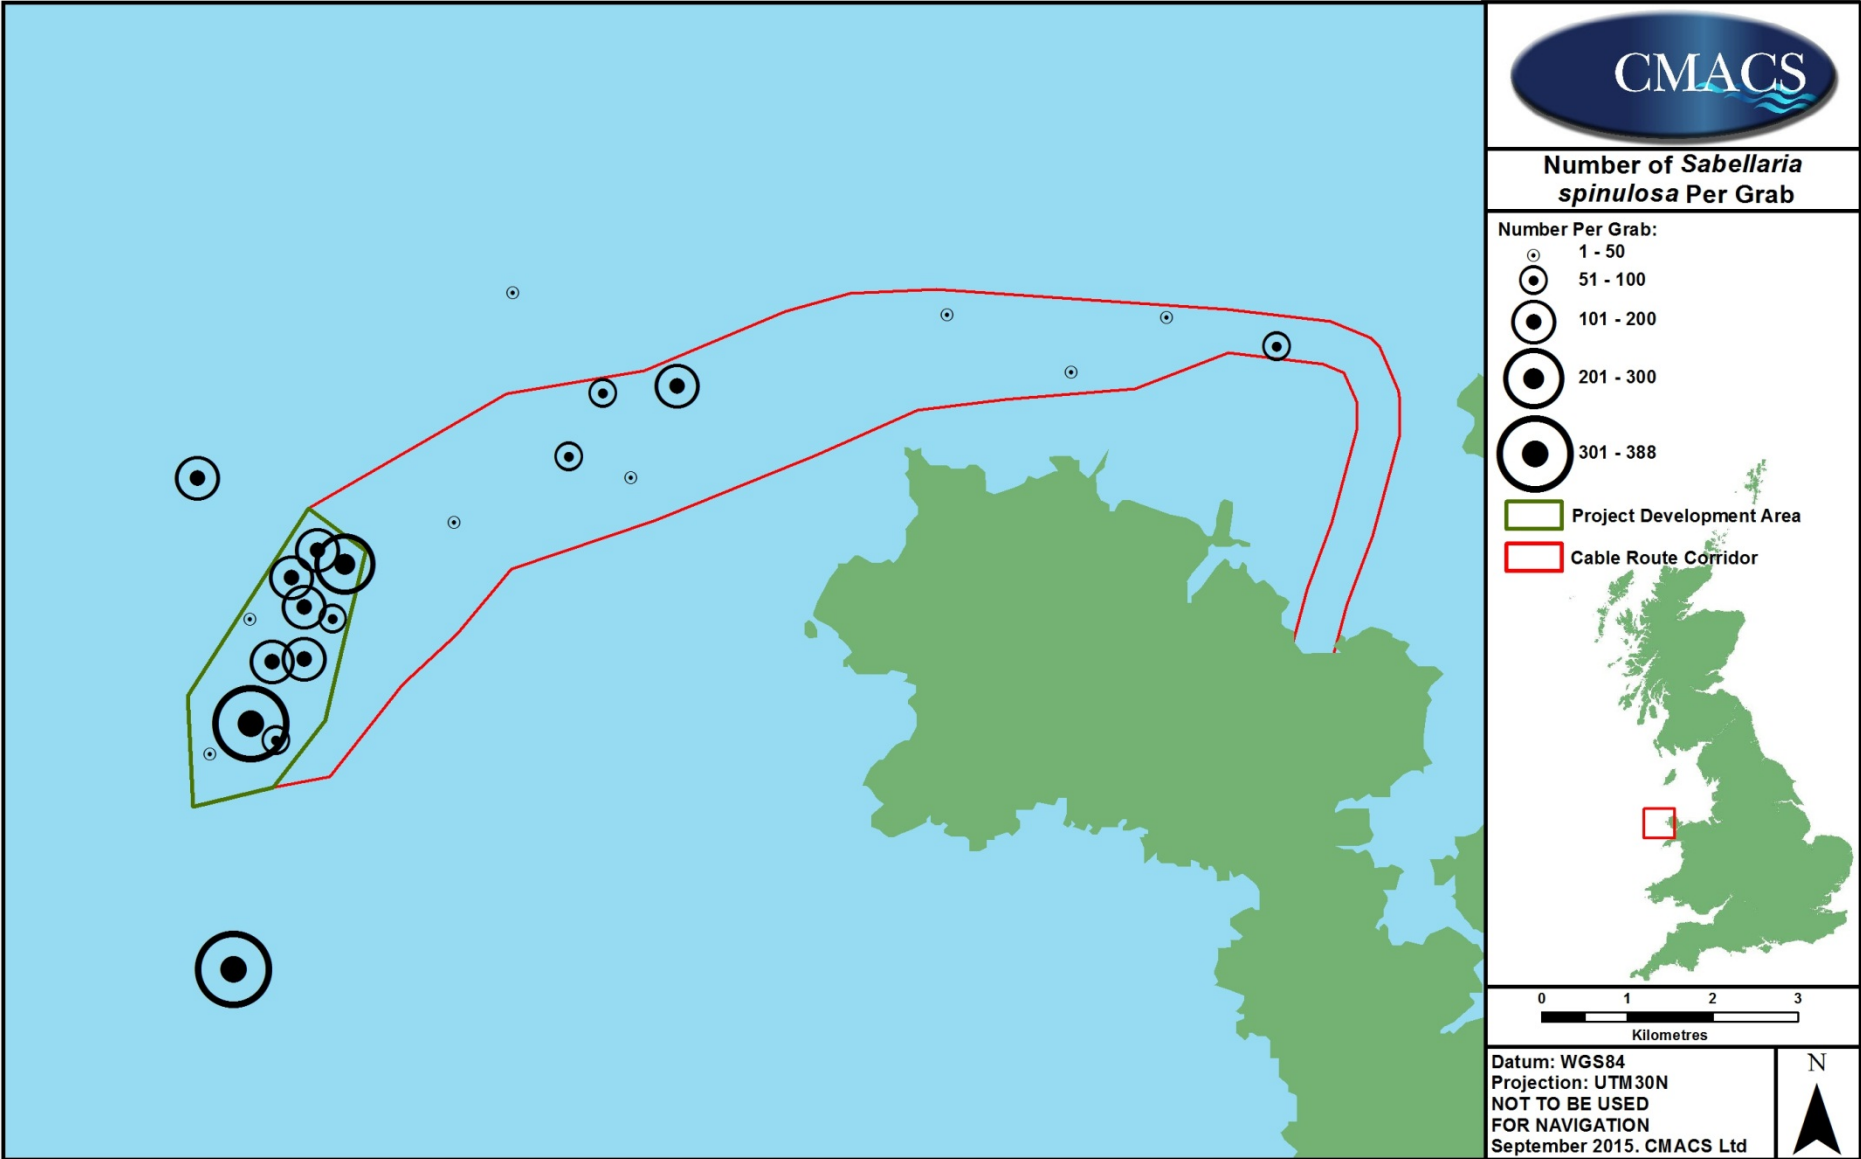 CMACS
Number of Sabellaria
spinulosa Per Grab
Number Per Grab:
1 - 50
51 - 100
101 - 200
201 - 300
301 - 388
Project Development Area
Cable Route Corridor
0 1 2 3
Kilometres
Datum: WGS84
Projection: UTM30N
NOT TO BE USED
FOR NAVIGATION
September 2015. CMACS Ltd
N